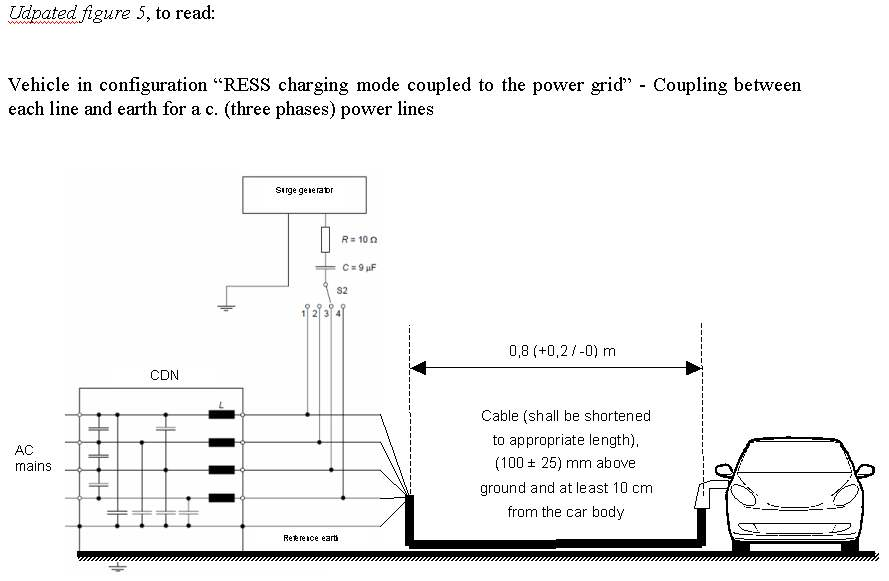 Udpated figure 5, to read:
Vehicle in configuration “RESS charging mode coupled to the power grid” - Coupling between
each line and earth for a c. (three phases) power lines
Surge generator
R = 10 Ω
C = 9 µF
S2
1 2 3 4
0,8 (+0,2 / -0) m
CDN
L
Cable (shall be shortened
to appropriate length),
(100 ± 25) mm above
ground and at least 10 cm
from the car body
AC
mains
Reference earth